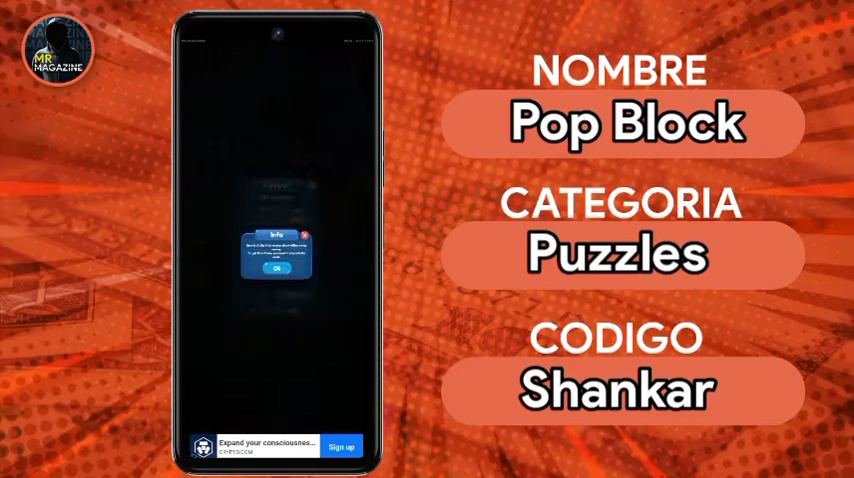 MR
MAGAZINE
NOMBRE
Pop Block
CATEGORIA
Puzzles
CODIGO
Shankar
Info
Ok
Expand your consciousnes...
CRYPTO.COM
Sign up